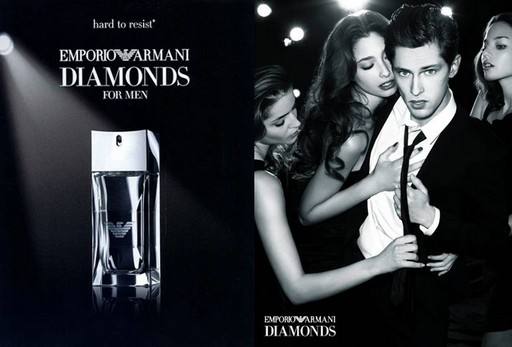 hard to resist*
EMPORIO ARMANI
DIAMONDS
FOR MEN
EMPORIO ARMANI
DIAMONDS